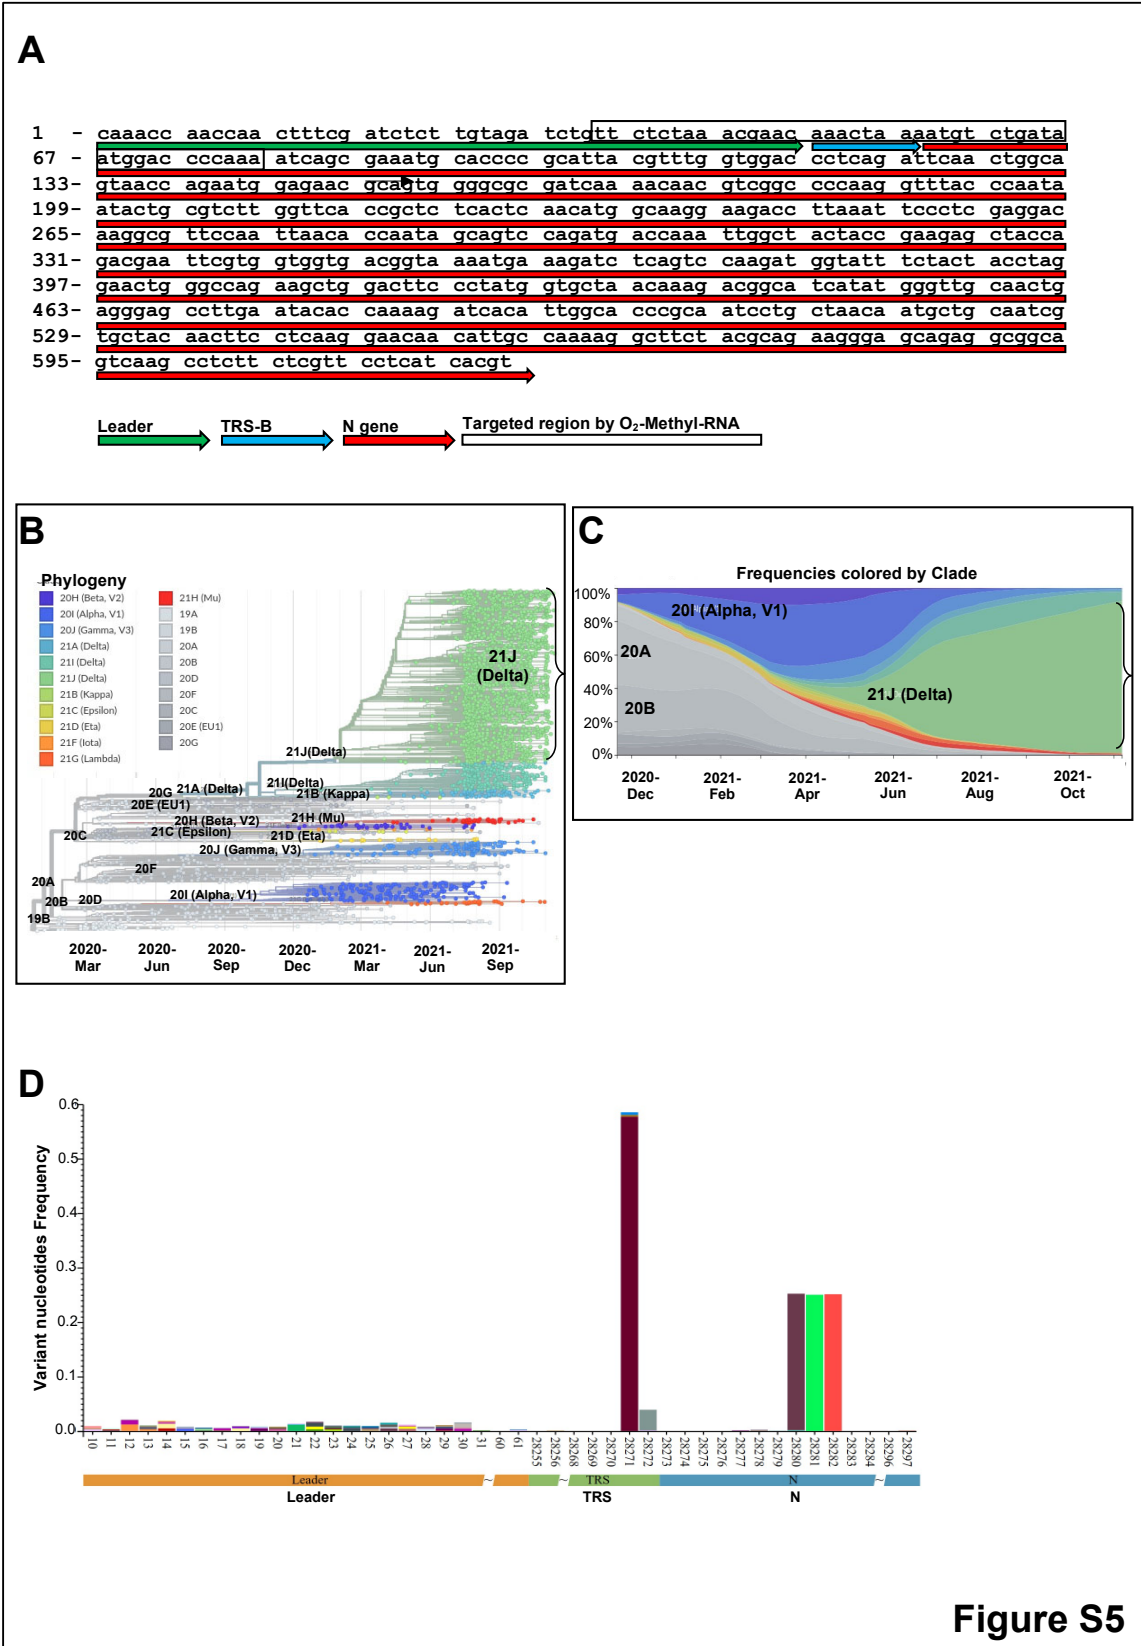 A
1 - caaacc aaccaa ctttcg atctct tgtaga tctgtt ctctaa acgaac aaacta aaatgt ctgata
67 - atggac cccaaa atcagc gaaatg cacccc gcatta cgtttg gtggac cctcag attcaa ctggca
133- gtaacc agaatg gagaac gcagtg gggcgc gatcaa aacaac gtcggc cccaag gtttac ccaata
199- atactg cgtctt ggttca ccgctc tcactc aacatg gcaagg aagacc ttaaat tccctc gaggac
265- aaggcg ttccaa ttaaca ccaata gcagtc cagatg accaaa ttggct actacc gaagag ctacca
331- gacgaa ttcgtg gtggtg acggta aaatga aagatc tcagtc caagat ggtatt tctact acctag
397- gaactg ggccag aagctg gacttc cctatg gtgcta acaaag acggca tcatat gggttg caactg
463- agggag ccttga atacac caaaag atcaca ttggca cccgca atcctg ctaaca atgctg caatcg
529- tgctac aacttc ctcaag gaacaa cattgc caaaag gcttct acgcag aaggga gcagag gcggca
595- gtcaag cctctt ctcgtt cctcat cacgt
Leader TRS-B N gene Targeted region by O₂-Methyl-RNA
B
Phylogeny
20H (Beta, V2) 21H (Mu)
20I (Alpha, V1) 19A
20J (Gamma, V3) 19B
21A (Delta) 20A
21I (Delta) 20B
21J (Delta) 20D
21B (Kappa) 20F
21C (Epsilon) 20C
21D (Eta) 20E (EU1)
21F (Iota) 20G
21G (Lambda)
21J
(Delta)
21J(Delta)
21I(Delta)
20G 21A (Delta)
21B (Kappa)
20E (EU1)
20H (Beta, V2) 21H (Mu)
20C 21C (Epsilon) 21D (Eta)
20J (Gamma, V3)
20F
20A
20I (Alpha, V1)
20B 20D
19B
2020-Mar 2020-Jun 2020-Sep 2020-Dec 2021-Mar 2021-Jun 2021-Sep
C
Frequencies colored by Clade
100%
80%
60%
40%
20%
0%
20I (Alpha, V1)
20A
21J (Delta)
20B
2020-Dec 2021-Feb 2021-Apr 2021-Jun 2021-Aug 2021-Oct
D
Variant nucleotides Frequency
0.6
0.5
0.4
0.3
0.2
0.1
0.0
10 11 12 13 14 15 16 17 18 19 20 21 22 23 24 25 26 27 28 29 30 31 60 61 28255 28256 28268 28269 28270 28271 28272 28273 28274 28275 28276 28277 28278 28279 28280 28281 28282 28283 28284 28296 28297
Leader ~ ~ TRS N ~
Leader TRS N
Figure S5